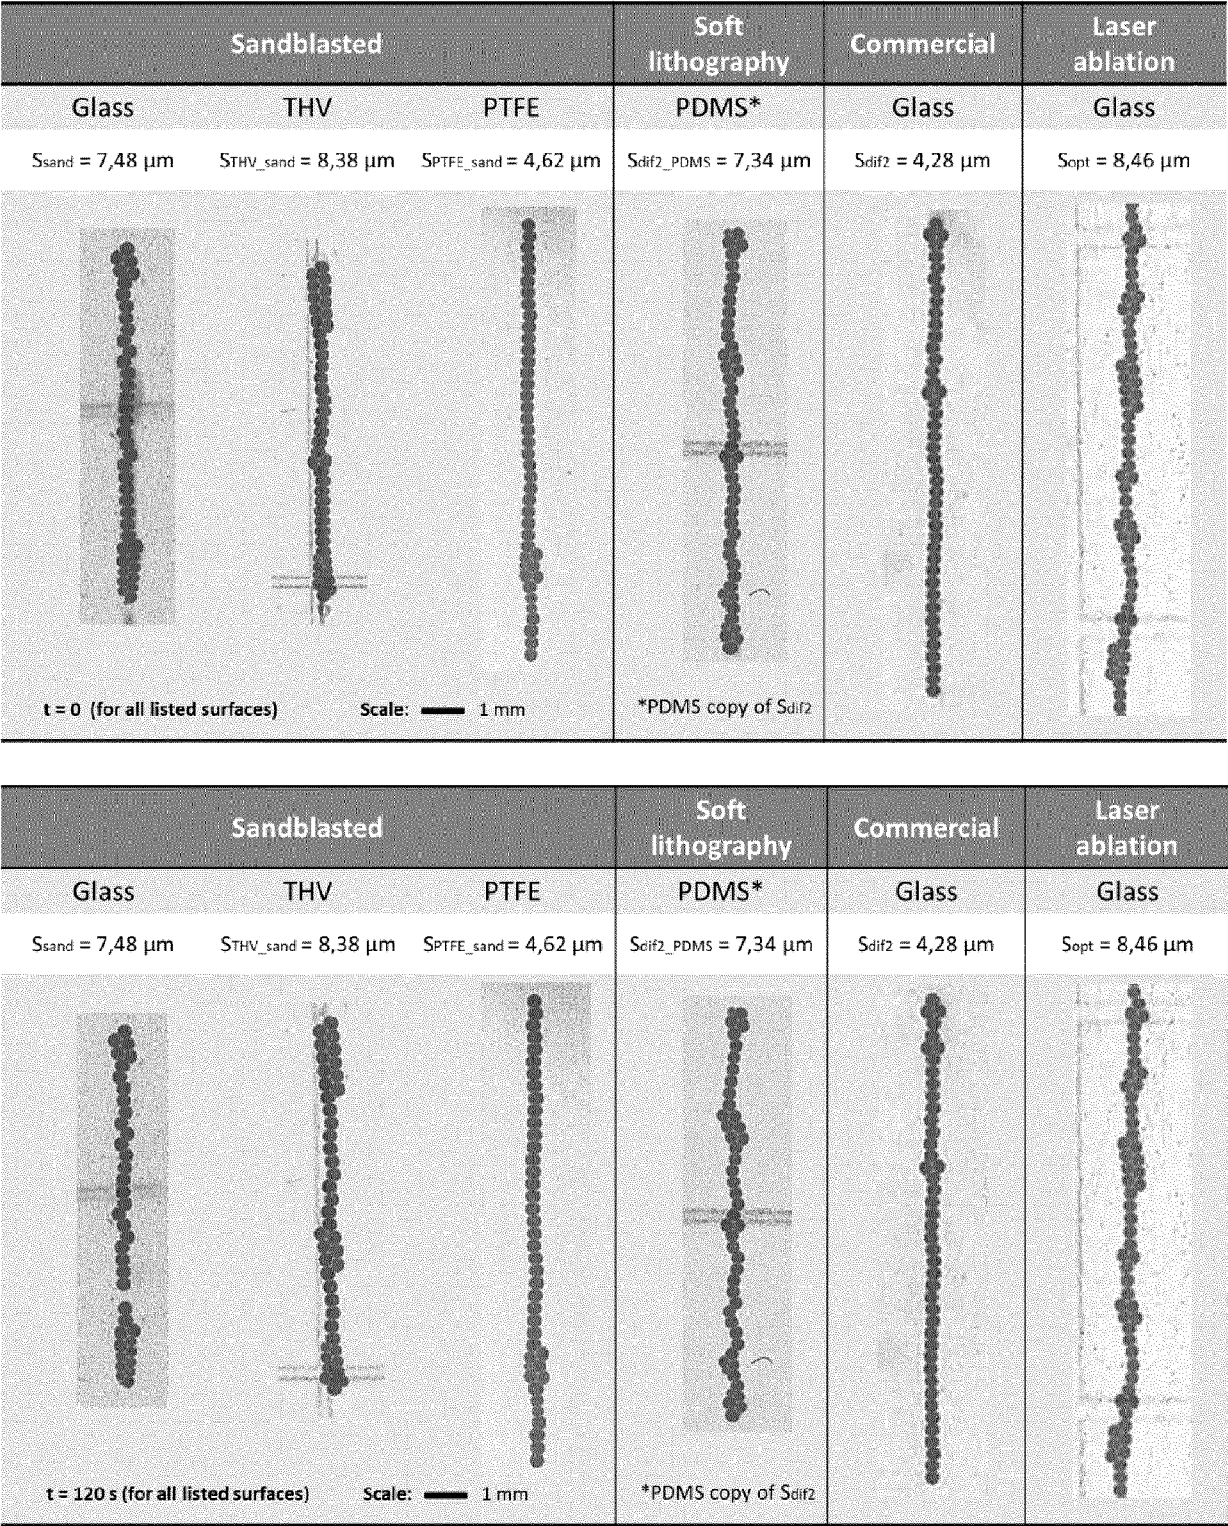 Sandblasted
Soft
lithography
Commercial
Laser
ablation
Glass THV PTFE PDMS* Glass Glass
Ssand = 7,48 µm STHV_sand = 8,38 µm SPTFE_sand = 4,62 µm Sdif2_PDMS = 7,34 µm Sdif2 = 4,28 µm Sopt = 8,46 µm
t = 0 (for all listed surfaces) Scale: 1 mm *PDMS copy of Sdif2
Sandblasted
Soft
lithography
Commercial
Laser
ablation
Glass THV PTFE PDMS* Glass Glass
Ssand = 7,48 µm STHV_sand = 8,38 µm SPTFE_sand = 4,62 µm Sdif2_PDMS = 7,34 µm Sdif2 = 4,28 µm Sopt = 8,46 µm
t = 120 s (for all listed surfaces) Scale: 1 mm *PDMS copy of Sdif2